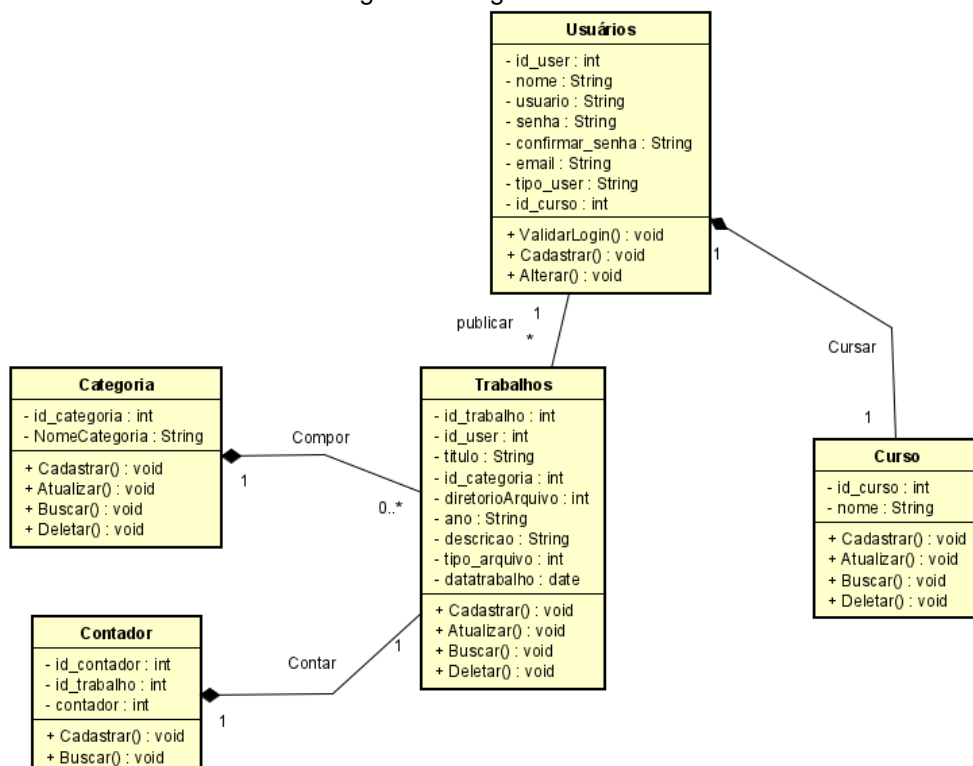 Usuários
- id_user : int
- nome : String
- usuario : String
- senha : String
- confirmar_senha : String
- email : String
- tipo_user : String
- id_curso : int
+ ValidarLogin() : void
+ Cadastrar() : void
+ Alterar() : void
1
1
publicar
*
Cursar
1
Categoria
- id_categoria : int
- NomeCategoria : String
+ Cadastrar() : void
+ Atualizar() : void
+ Buscar() : void
+ Deletar() : void
Compor
1
0..*
Trabalhos
- id_trabalho : int
- id_user : int
- titulo : String
- id_categoria : int
- diretorioArquivo : int
- ano : String
- descricao : String
- tipo_arquivo : int
- datatrabalho : date
+ Cadastrar() : void
+ Atualizar() : void
+ Buscar() : void
+ Deletar() : void
Curso
- id_curso : int
- nome : String
+ Cadastrar() : void
+ Atualizar() : void
+ Buscar() : void
+ Deletar() : void
Contador
- id_contador : int
- id_trabalho : int
- contador : int
+ Cadastrar() : void
+ Buscar() : void
Contar
1
1